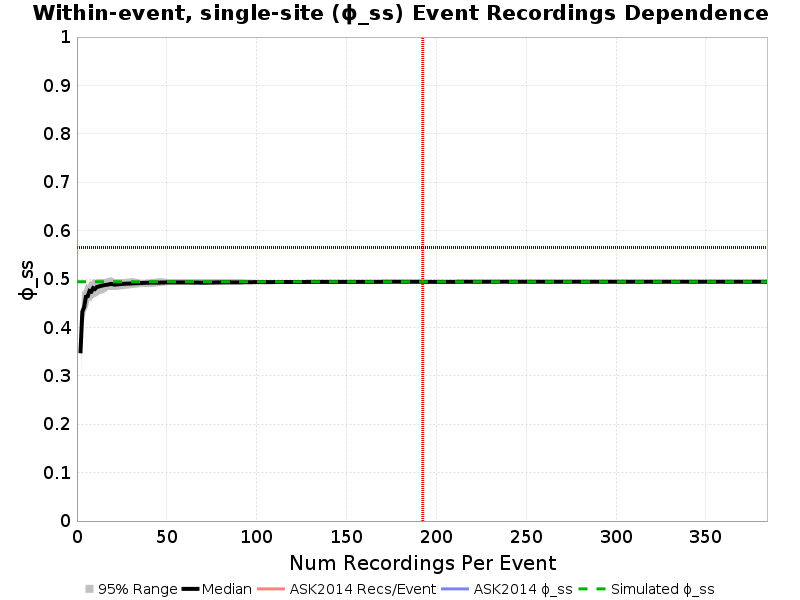 Within-event, single-site (ϕ_ss) Event Recordings Dependence
1
0.9
0.8
0.7
0.6
0.5
0.4
0.3
0.2
0.1
0
ϕ_ss
0 50 100 150 200 250 300 350
Num Recordings Per Event
95% Range Median ASK2014 Recs/Event ASK2014 ϕ_ss Simulated ϕ_ss